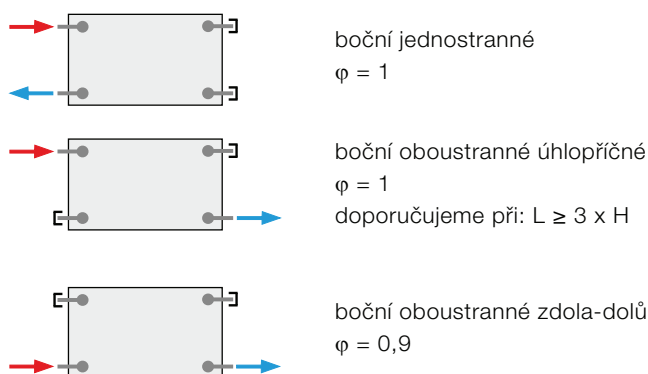 boční jednostranné
φ = 1
boční oboustranné úhlopříčné
φ = 1
doporučujeme při: L ≥ 3 x H
boční oboustranné zdola-dolů
φ = 0,9